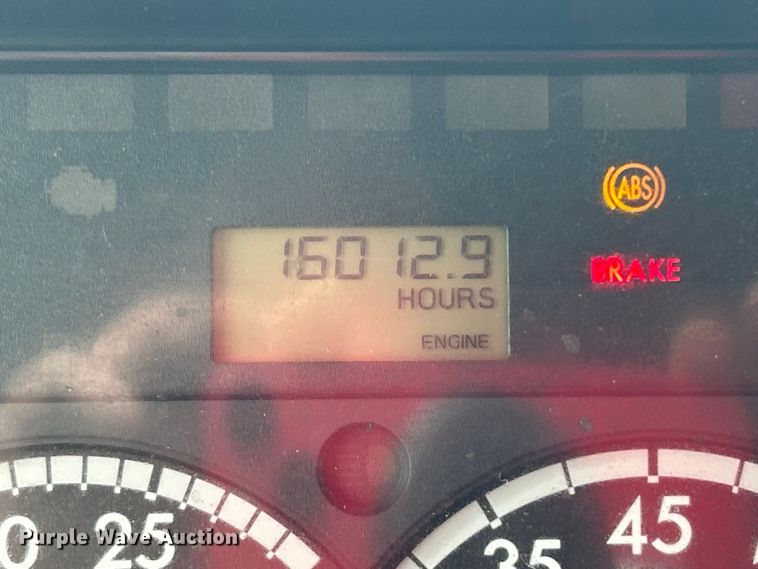 ABS
16012.9
BRAKE
HOURS
ENGINE
25
35
45
Purple Wave Auction